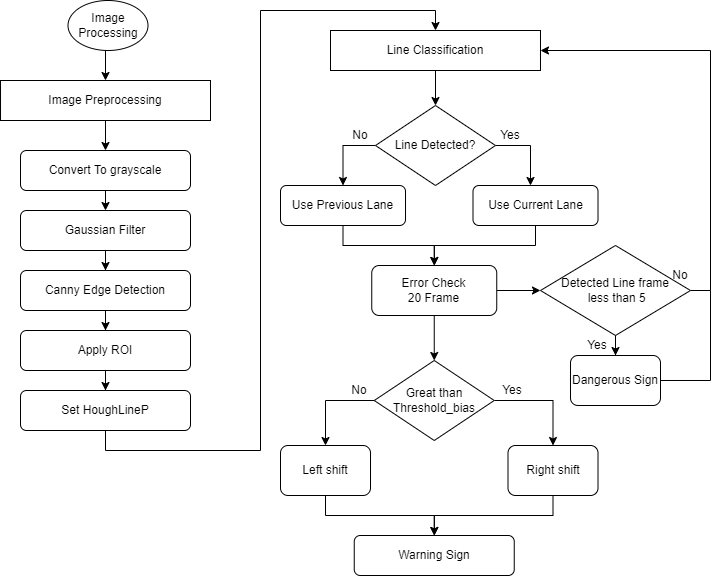 Image
Processing
Image Preprocessing
Convert To grayscale
Gaussian Filter
Canny Edge Detection
Apply ROI
Set HoughLineP
Line Classification
Line Detected?
No
Yes
Use Previous Lane
Use Current Lane
Error Check
20 Frame
Detected Line frame
less than 5
No
Yes
Dangerous Sign
Great than
Threshold_bias
No
Yes
Left shift
Right shift
Warning Sign